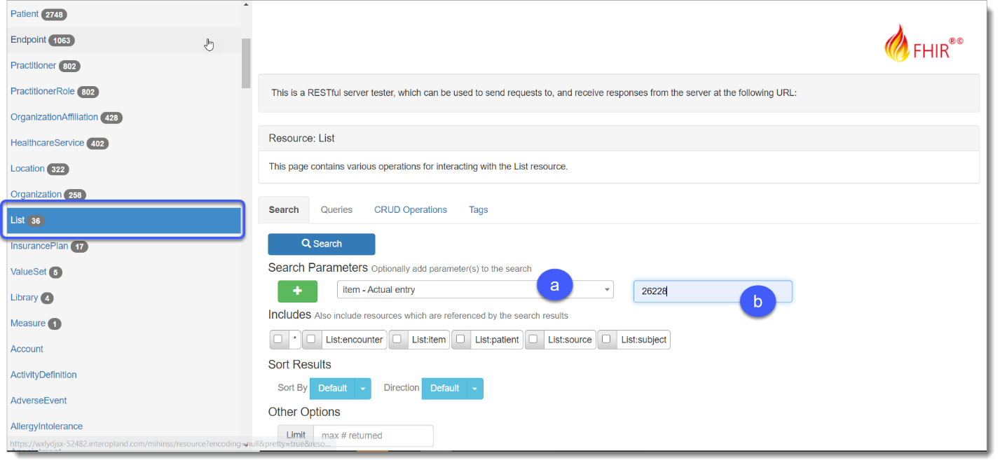 Patient 2748
Endpoint 1063
Practitioner 802
PractitionerRole 802
OrganizationAffiliation 428
HealthcareService 402
Location 322
Organization 258
List 36
InsurancePlan 17
ValueSet 5
Library 4
Measure 1
Account
ActivityDefinition
AdverseEvent
AllergyIntolerance
https://wxlydjsx-52482.interopland.com/mihinss/resource?encoding=null&pretty=true&reso...
FHIR®©
This is a RESTful server tester, which can be used to send requests to, and receive responses from the server at the following URL:
Resource: List
This page contains various operations for interacting with the List resource.
Search Queries CRUD Operations Tags
Search
Search Parameters Optionally add parameter(s) to the search
+ item - Actual entry a 26228 b
Includes Also include resources which are referenced by the search results
* List:encounter List:item List:patient List:source List:subject
Sort Results
Sort By Default Direction Default
Other Options
Limit max # returned